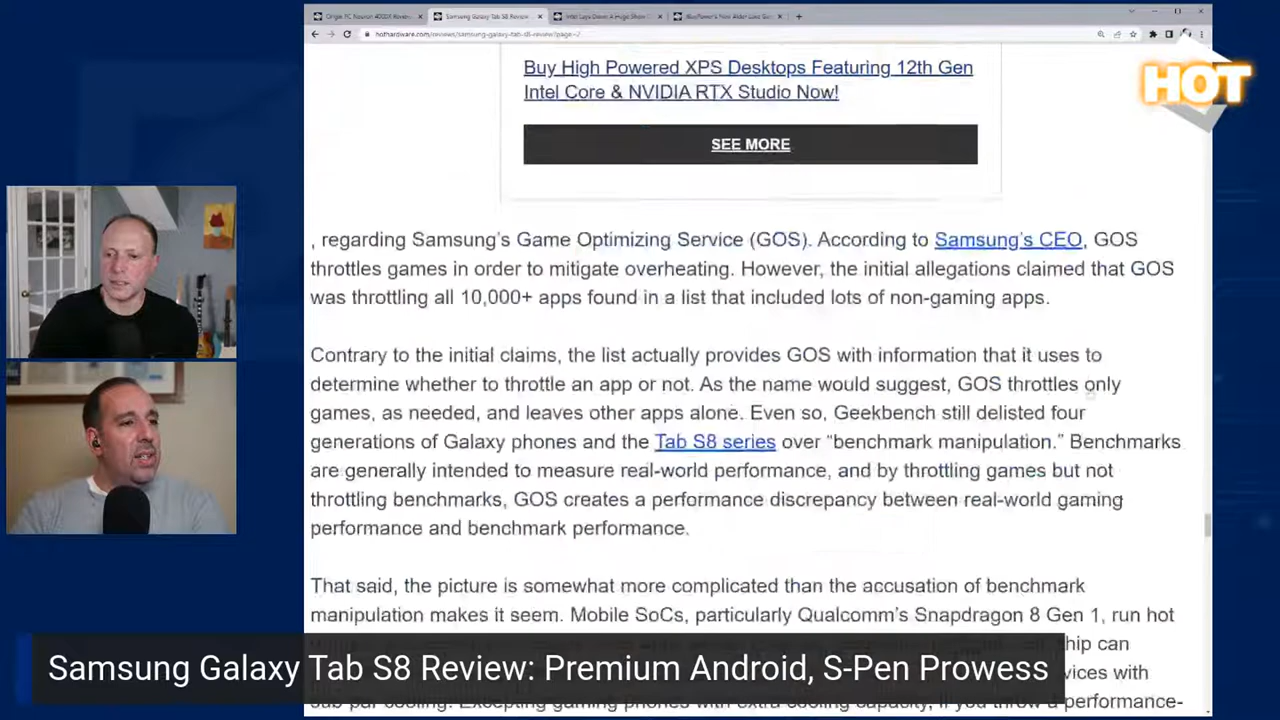 Origin PC Neuron 4000X Review
Samsung Galaxy Tab S8 Review
Intel Lays Down A Huge Show
iBuyPower's New Alder Lake
hothardware.com/reviews/samsung-galaxy-tab-s8-review?page=2
HOT
Buy High Powered XPS Desktops Featuring 12th Gen
Intel Core & NVIDIA RTX Studio Now!
SEE MORE
, regarding Samsung's Game Optimizing Service (GOS). According to Samsung's CEO, GOS
throttles games in order to mitigate overheating. However, the initial allegations claimed that GOS
was throttling all 10,000+ apps found in a list that included lots of non-gaming apps.
Contrary to the initial claims, the list actually provides GOS with information that it uses to
determine whether to throttle an app or not. As the name would suggest, GOS throttles only
games, as needed, and leaves other apps alone. Even so, Geekbench still delisted four
generations of Galaxy phones and the Tab S8 series over “benchmark manipulation.” Benchmarks
are generally intended to measure real-world performance, and by throttling games but not
throttling benchmarks, GOS creates a performance discrepancy between real-world gaming
performance and benchmark performance.
That said, the picture is somewhat more complicated than the accusation of benchmark
manipulation makes it seem. Mobile SoCs, particularly Qualcomm's Snapdragon 8 Gen 1, run hot
chip can
vices with
performance-
Samsung Galaxy Tab S8 Review: Premium Android, S-Pen Prowess